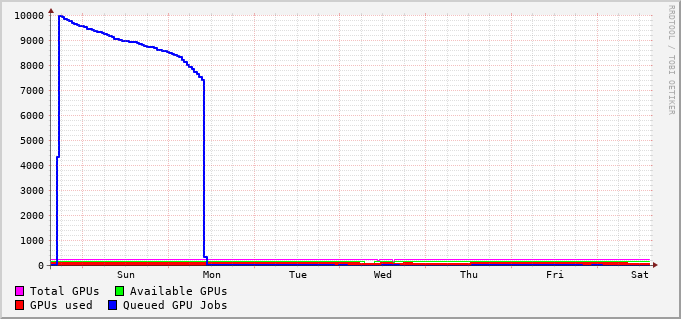 10000
9000
8000
7000
6000
5000
4000
3000
2000
1000
0
Sun Mon Tue Wed Thu Fri Sat
Total GPUs Available GPUs
GPUs used Queued GPU Jobs
RRDTOOL / TOBI OETIKER